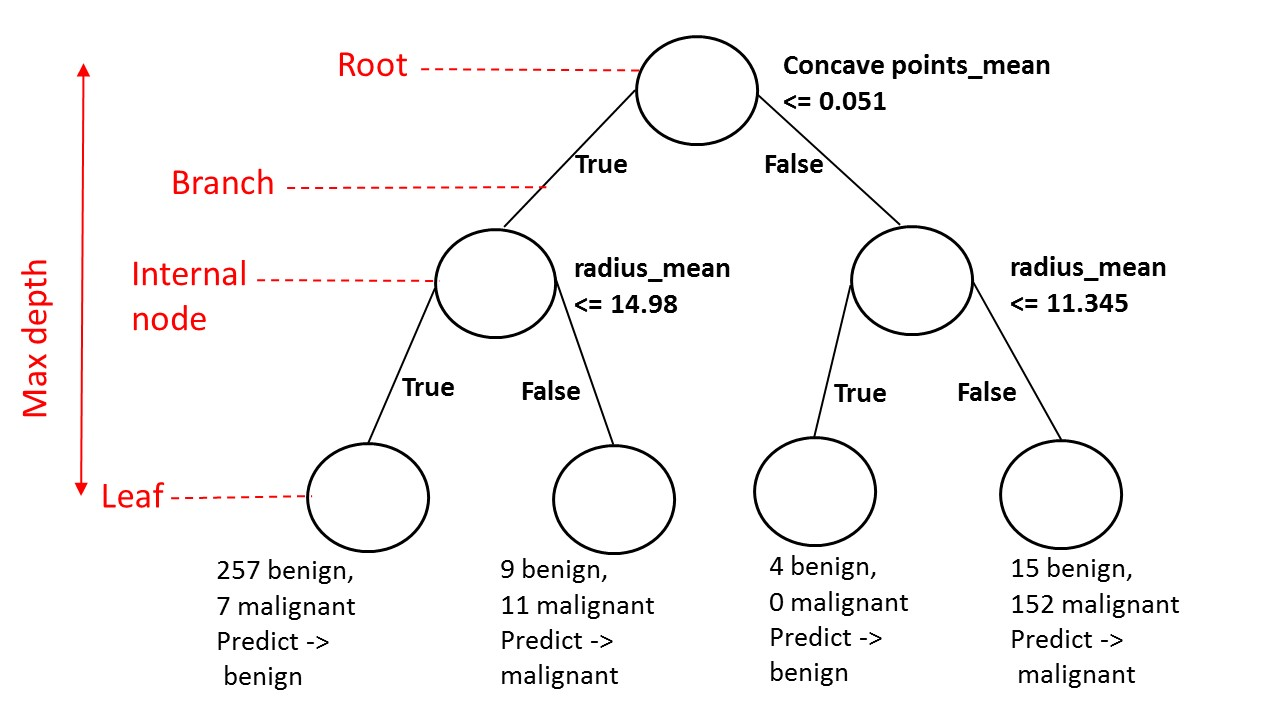 Root
Concave points_mean
<= 0.051
True
False
Branch
Internal
node
radius_mean
<= 14.98
radius_mean
<= 11.345
Max depth
True
False
True
False
Leaf
257 benign,
7 malignant
Predict ->
benign
9 benign,
11 malignant
Predict ->
malignant
4 benign,
0 malignant
Predict ->
benign
15 benign,
152 malignant
Predict ->
malignant